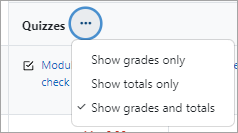 Quizzes
Show grades only
Modu
Show totals only
check
Show grades and totals